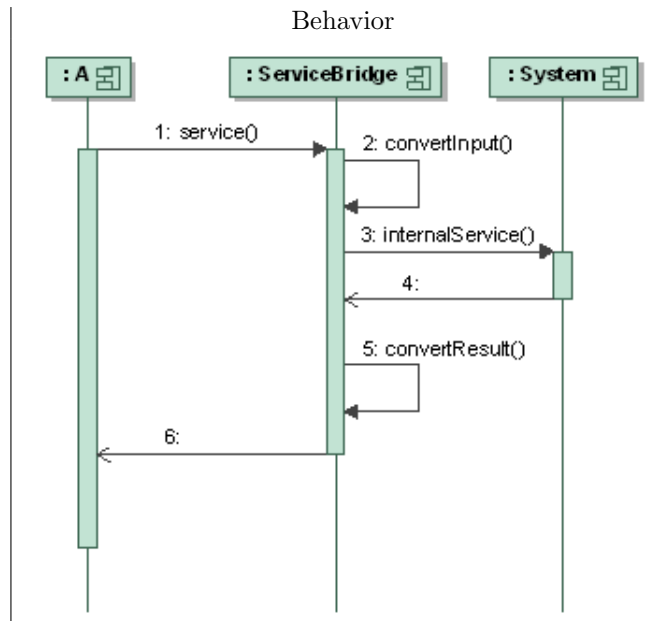 Behavior
: A
: ServiceBridge
: System
1: service()
2: convertInput()
3: internalService()
4:
5: convertResult()
6: